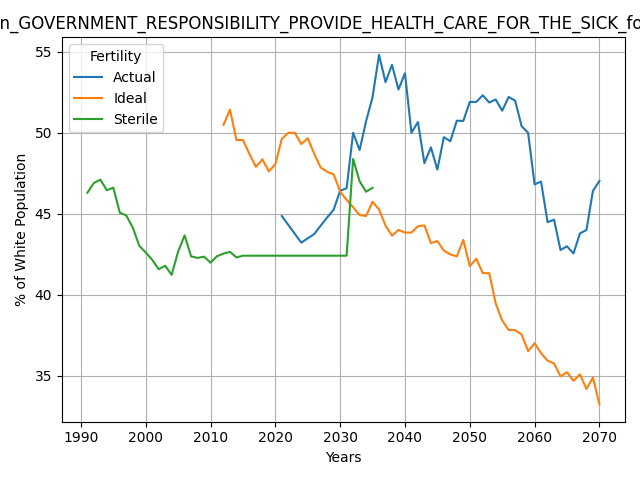 n_GOVERNMENT_RESPONSIBILITY_PROVIDE_HEALTH_CARE_FOR_THE_SICK_fo
Fertility
Actual
Ideal
Sterile
% of White Population
55
50
45
40
35
1990 2000 2010 2020 2030 2040 2050 2060 2070
Years